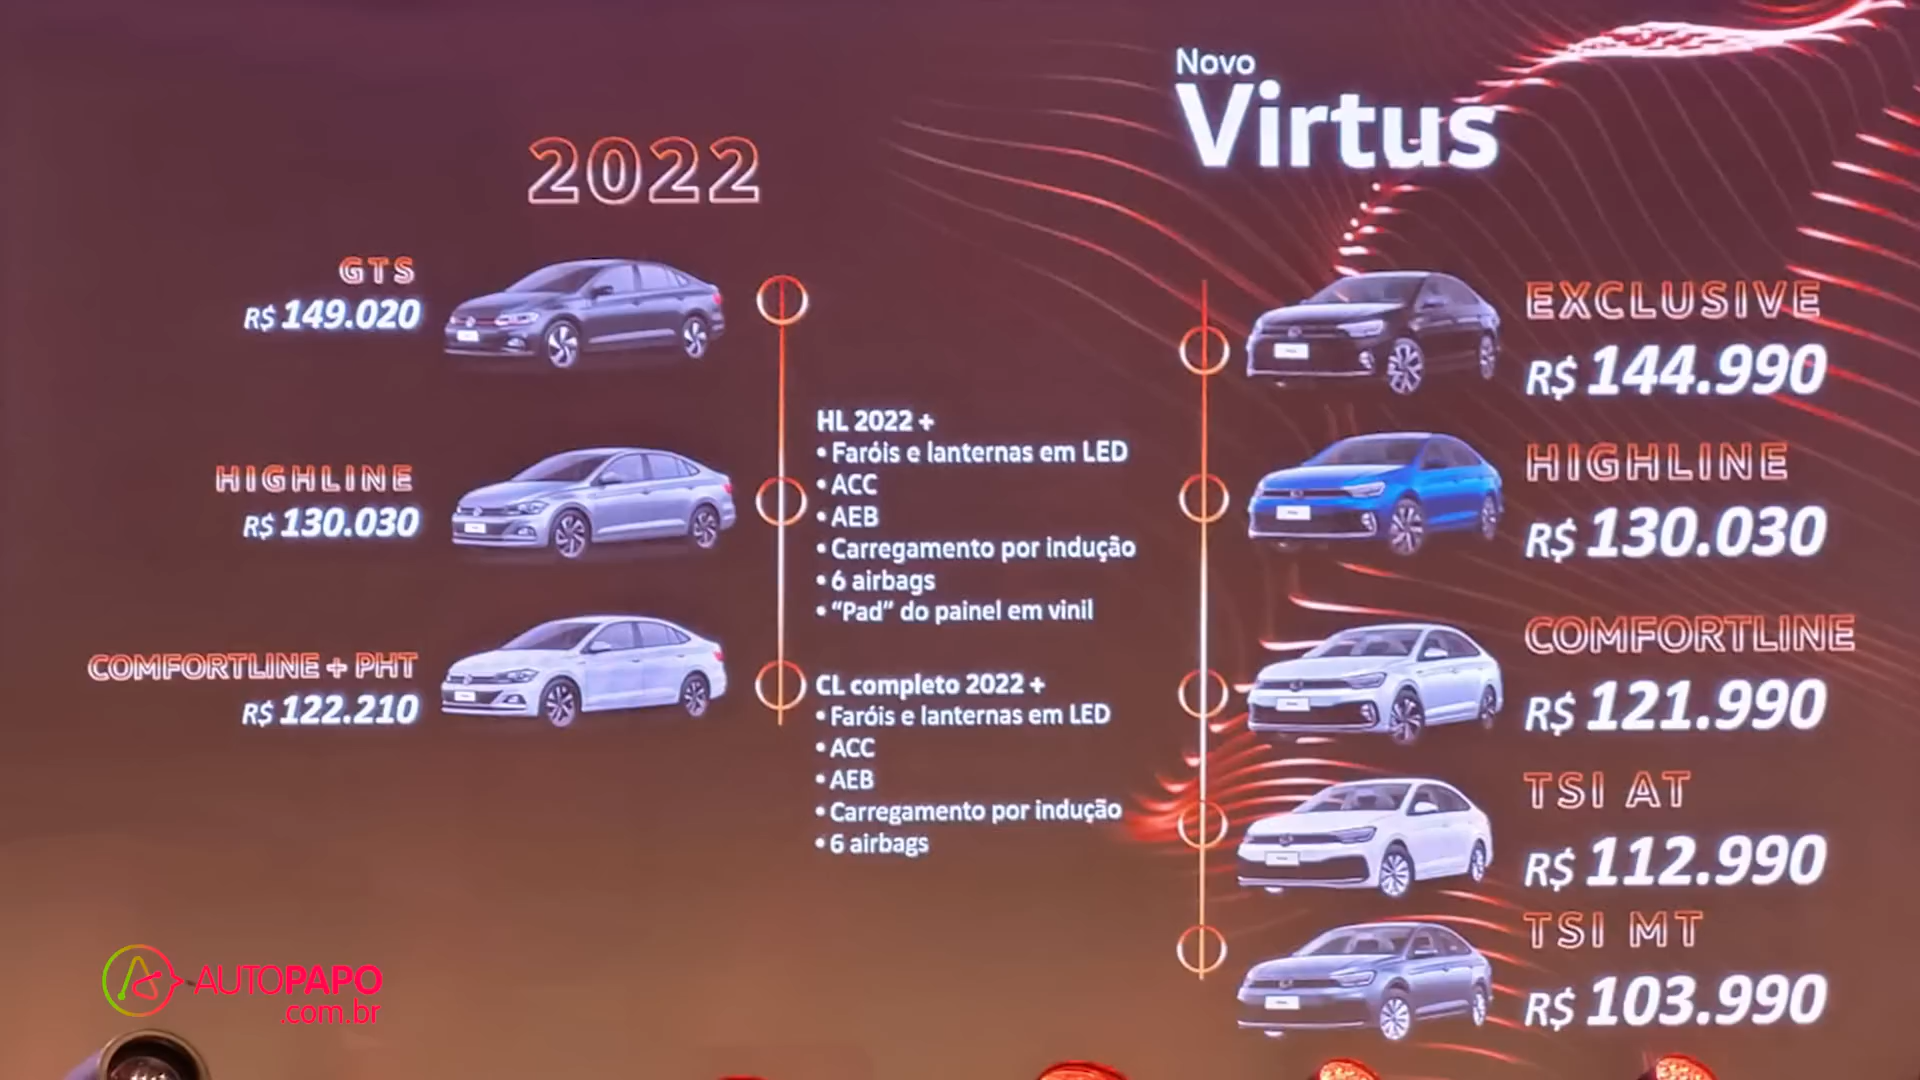 2022
GTS
R$ 149.020
HIGHLINE
R$ 130.030
COMFORTLINE + PHT
R$ 122.210
HL 2022 +
• Faróis e lanternas em LED
• ACC
• AEB
• Carregamento por indução
• 6 airbags
• “Pad” do painel em vinil
CL completo 2022 +
• Faróis e lanternas em LED
• ACC
• AEB
• Carregamento por indução
• 6 airbags
Novo
Virtus
EXCLUSIVE
R$ 144.990
HIGHLINE
R$ 130.030
COMFORTLINE
R$ 121.990
TSI AT
R$ 112.990
TSI MT
R$ 103.990
AUTOPAPO
.com.br